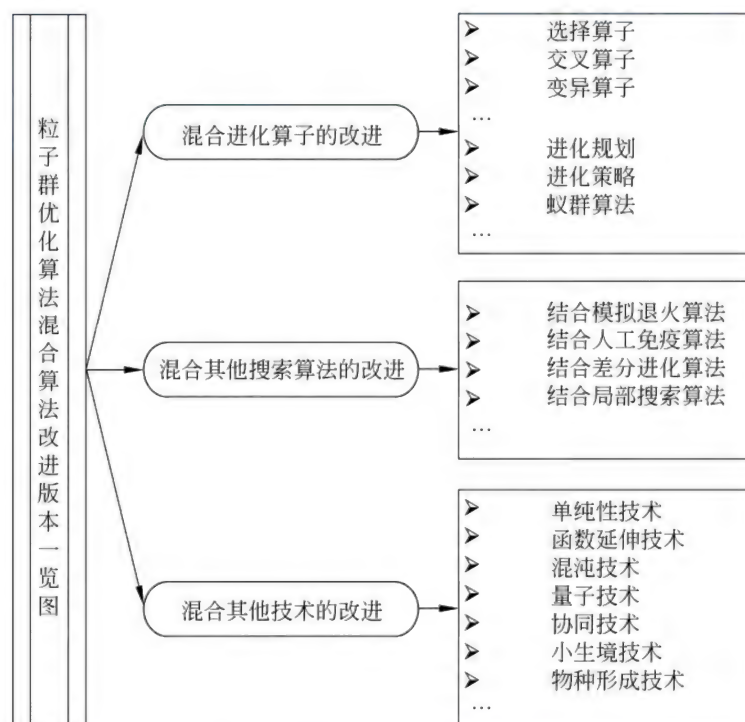 粒子群优化算法混合算法改进版本一览图
混合进化算子的改进
选择算子
交叉算子
变异算子
…
进化规划
进化策略
蚁群算法
…
混合其他搜索算法的改进
结合模拟退火算法
结合人工免疫算法
结合差分进化算法
结合局部搜索算法
…
混合其他技术的改进
单纯性技术
函数延伸技术
混沌技术
量子技术
协同技术
小生境技术
物种形成技术
…